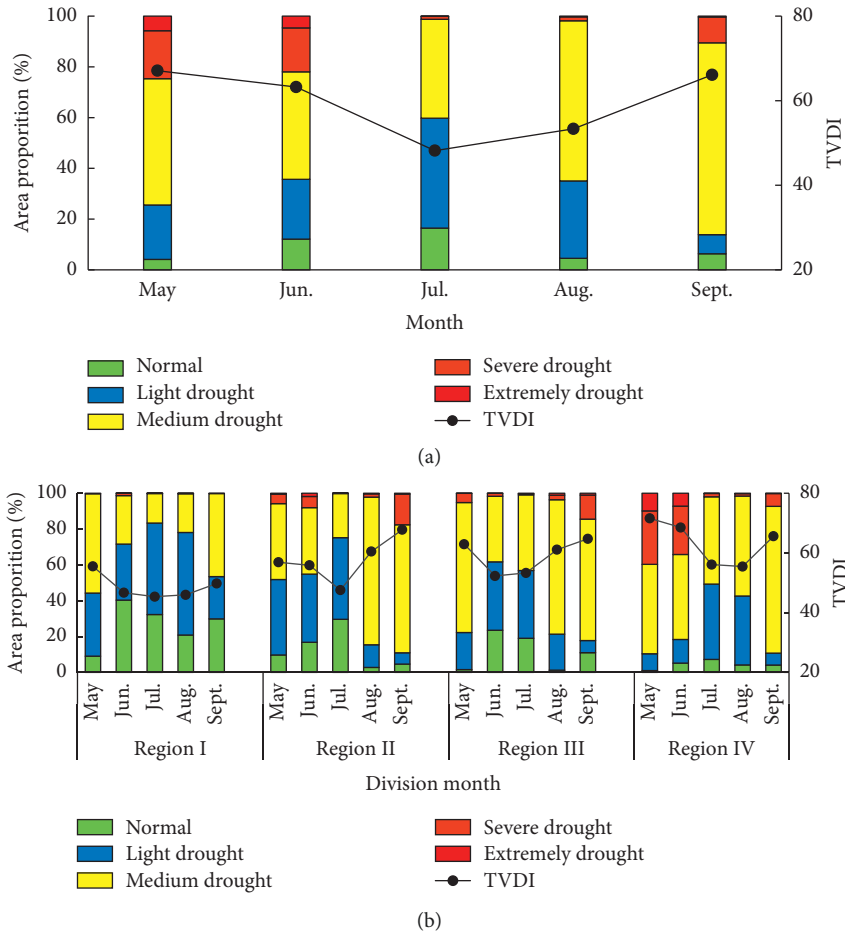 100
80
60
40
20
0
Area proportion (%)
80
60
40
20
TVDI
May Jun. Jul. Aug. Sept.
Month
Normal
Light drought
Medium drought
Severe drought
Extremely drought
TVDI
(a)
100
80
60
40
20
0
Area proportion (%)
80
60
40
20
TVDI
May Jun. Jul. Aug. Sept. May Jun. Jul. Aug. Sept. May Jun. Jul. Aug. Sept. May Jun. Jul. Aug. Sept.
Region I Region II Region III Region IV
Division month
Normal
Light drought
Medium drought
Severe drought
Extremely drought
TVDI
(b)